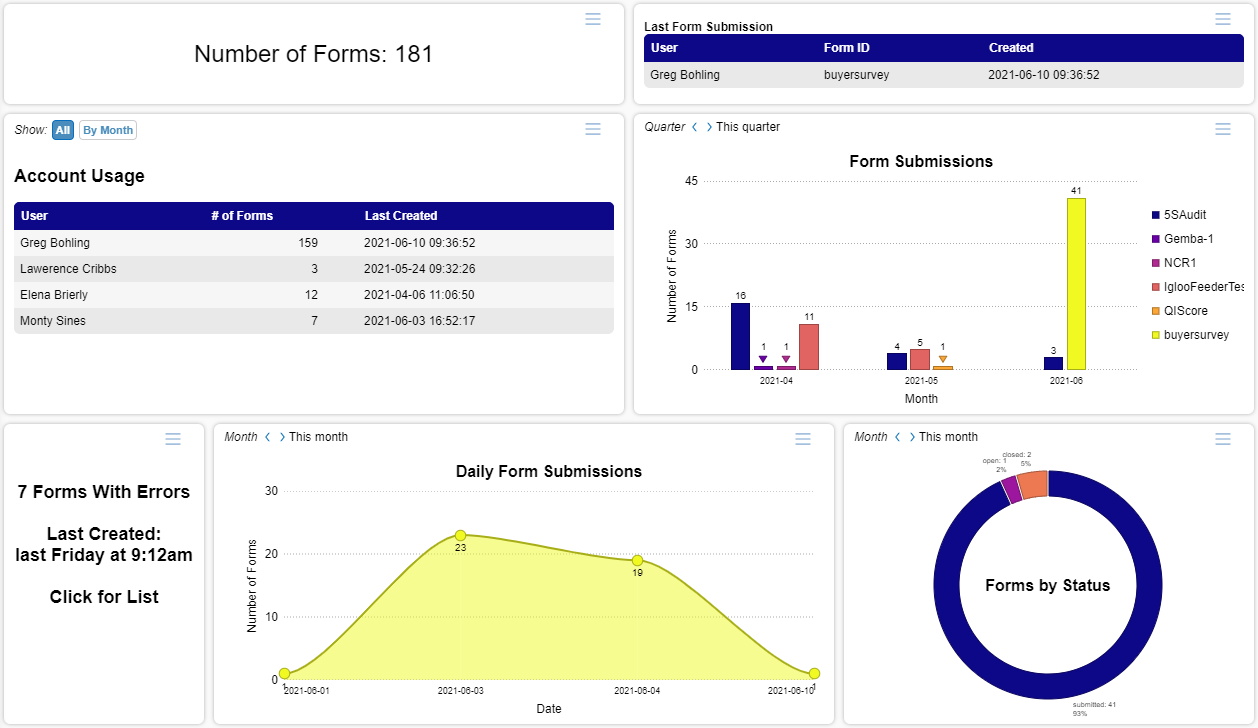 Number of Forms: 181
Last Form Submission
User Form ID Created
Greg Bohling buyersurvey 2021-06-10 09:36:52
Show: All By Month
Account Usage
User # of Forms Last Created
Greg Bohling 159 2021-06-10 09:36:52
Lawerence Cribbs 3 2021-05-24 09:32:26
Elena Brierly 12 2021-04-06 11:06:50
Monty Sines 7 2021-06-03 16:52:17
Quarter This quarter
Form Submissions
Number of Forms
45
30
15
0
16 1 1 11
4 5 1
3 41
2021-04 2021-05 2021-06
Month
5SAudit
Gemba-1
NCR1
IglooFeederTes
QIScore
buyersurvey
7 Forms With Errors
Last Created:
last Friday at 9:12am
Click for List
Month This month
Daily Form Submissions
Number of Forms
30
20
10
0
1 23 19 1
2021-06-01 2021-06-03 2021-06-04 2021-06-10
Date
Month This month
open: 1
2%
closed: 2
5%
Forms by Status
submitted: 41
93%